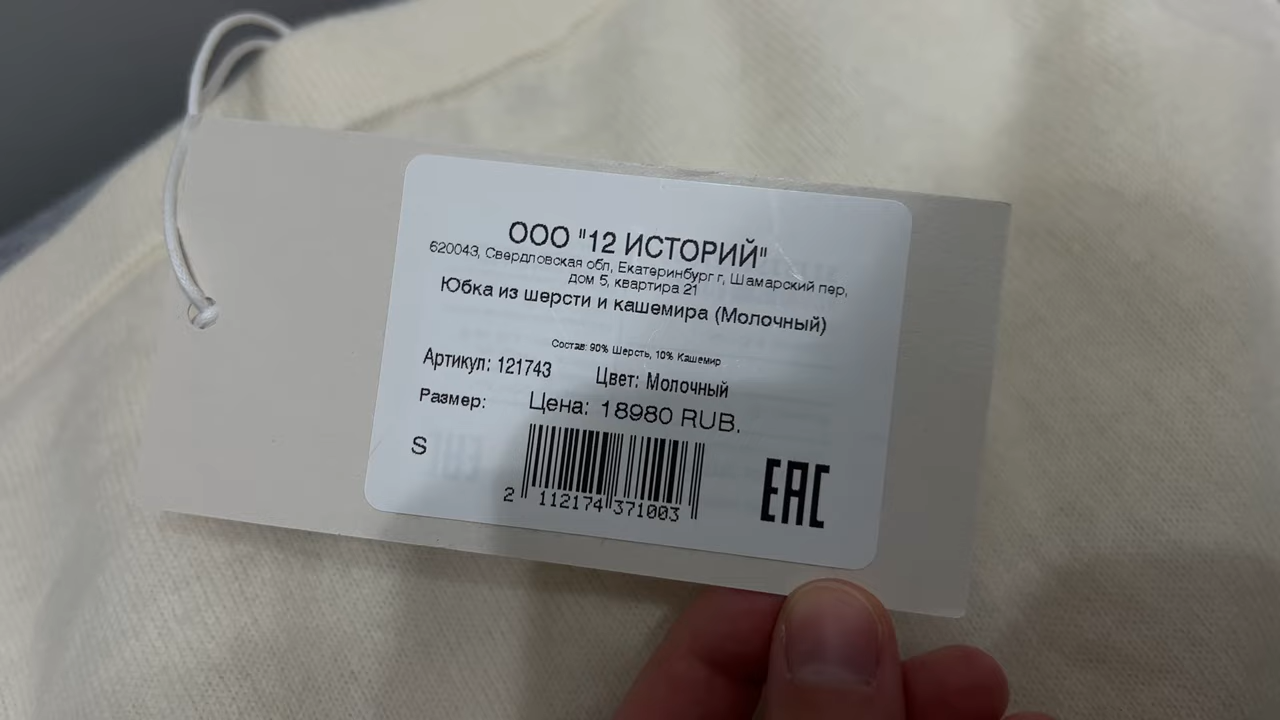 ООО "12 ИСТОРИЙ"
620043, Свердловская обл, Екатеринбург г, Шамарский пер,
дом 5, квартира 21
Юбка из шерсти и кашемира (Молочный)
Состав: 90% Шерсть, 10% Кашемир
Артикул: 121743 Цвет: Молочный
Размер: Цена: 18980 RUB.
S
2 112174 371003
EAC